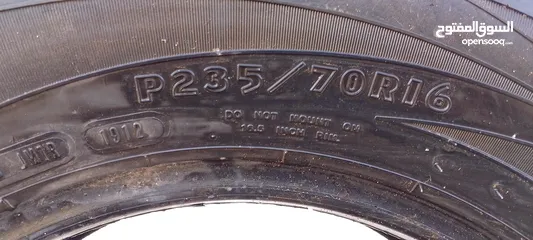 السوق المفتوح
opensooq.com
P235/70R16
DO NOT MOUNT ON
16.5 INCH RIM.
1912